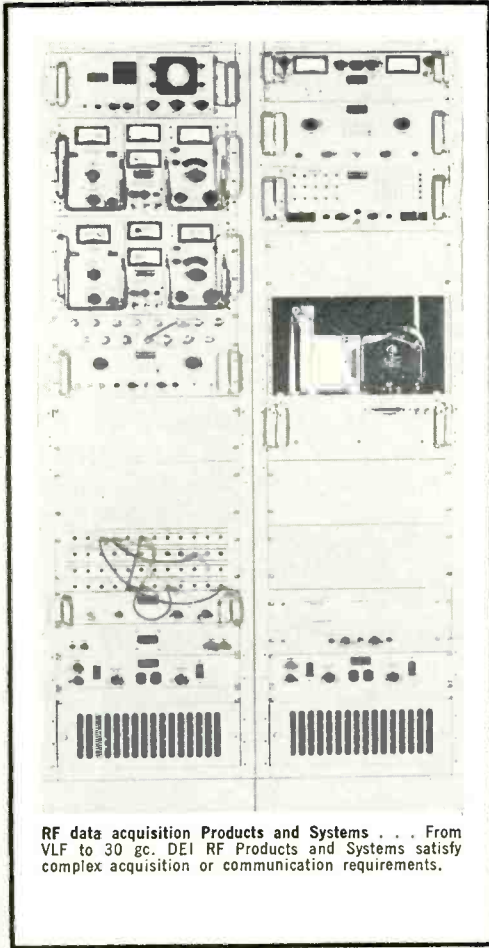 RF data acquisition Products and Systems . . . From
VLF to 30 gc. DEI RF Products and Systems satisfy
complex acquisition or communication requirements.